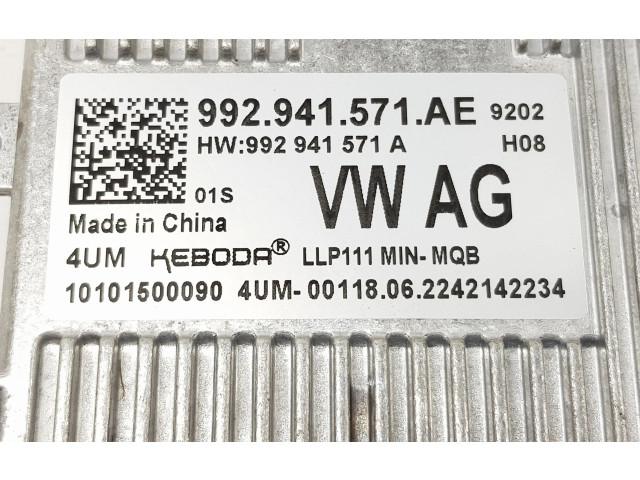 992.941.571.AE 9202
HW:992 941 571 A H08
01S VW AG
Made in China
4UM KEBODA® LLP111 MIN- MQB
10101500090 4UM- 00118.06.2242142234